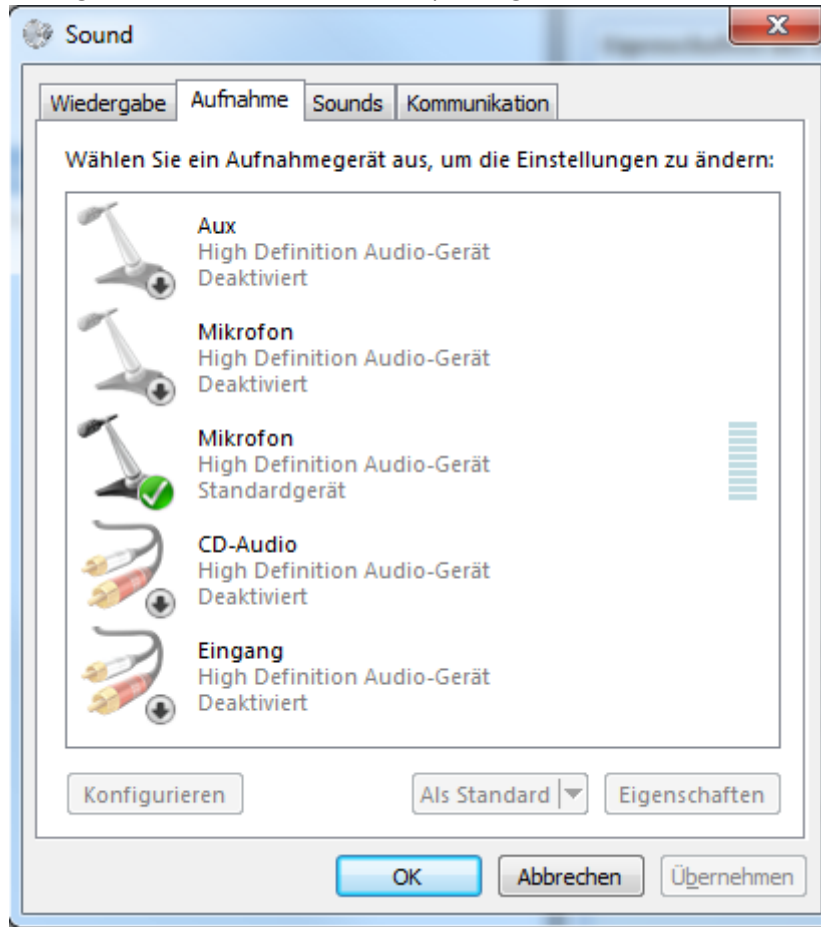 Sound
Wiedergabe Aufnahme Sounds Kommunikation
Wählen Sie ein Aufnahmegerät aus, um die Einstellungen zu ändern:
Aux
High Definition Audio-Gerät
Deaktiviert
Mikrofon
High Definition Audio-Gerät
Deaktiviert
Mikrofon
High Definition Audio-Gerät
Standardgerät
CD-Audio
High Definition Audio-Gerät
Deaktiviert
Eingang
High Definition Audio-Gerät
Deaktiviert
Konfigurieren Als Standard Eigenschaften
OK Abbrechen Übernehmen